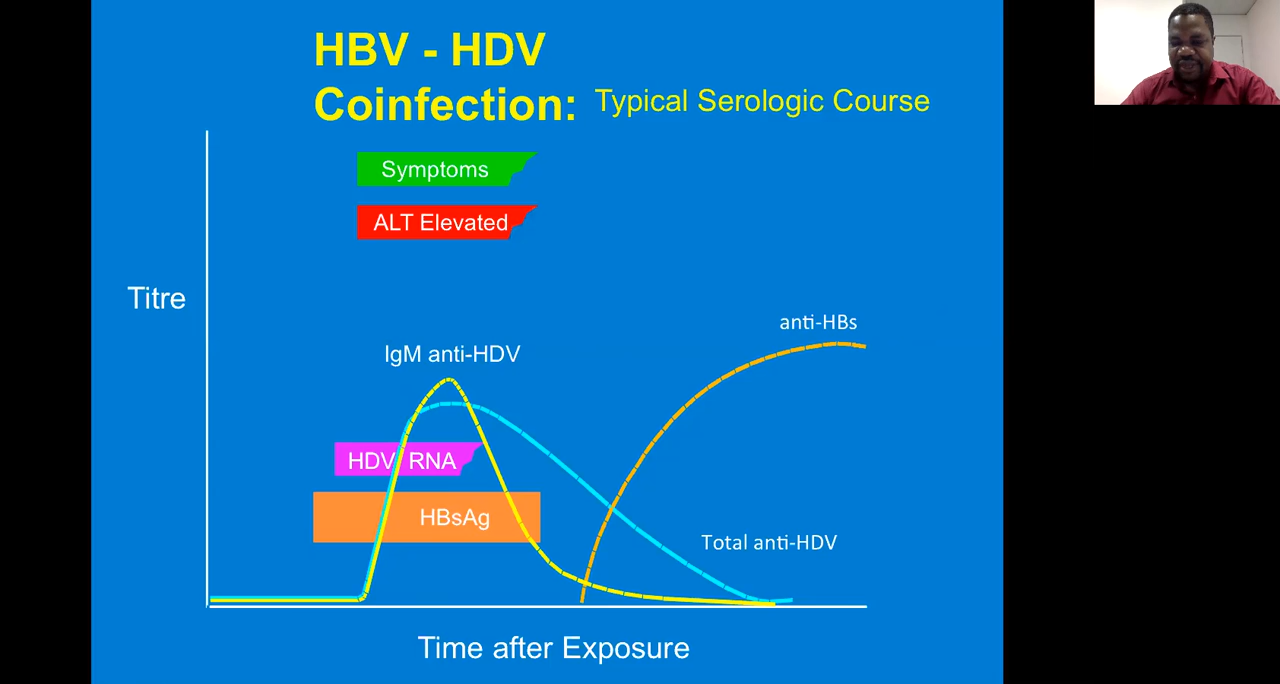 HBV - HDV
Coinfection: Typical Serologic Course
Symptoms
ALT Elevated
Titre
anti-HBs
IgM anti-HDV
HDV RNA
HBsAg
Total anti-HDV
Time after Exposure